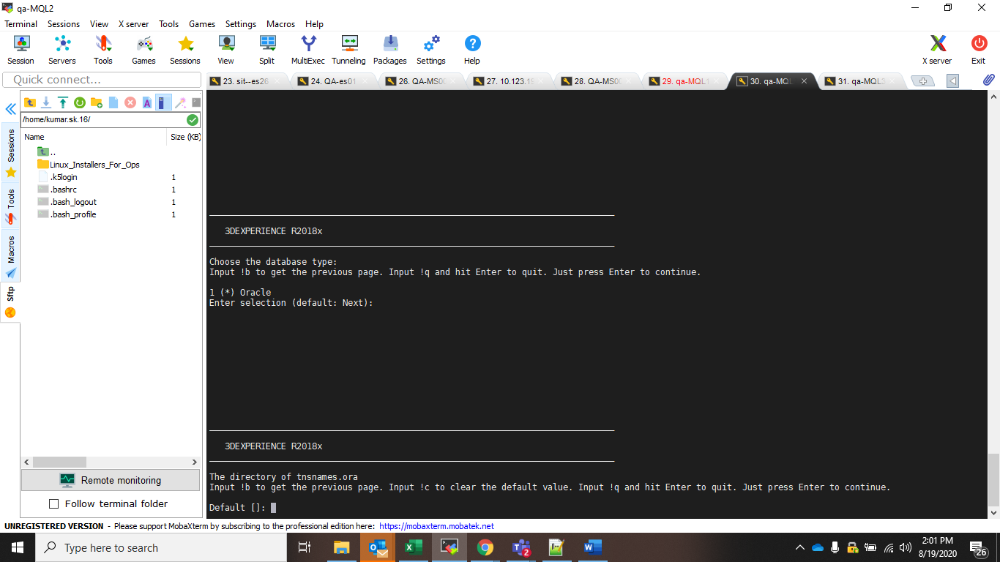 qa-MQL2
Terminal Sessions View X server Tools Games Settings Macros Help
Session Servers Tools Games Sessions View Split MultiExec Tunneling Packages Settings Help X server Exit
Quick connect...
23. sit--es26 24. QA-es01 26. QA-MS00 27. 10.123.19 28. QA-MS00 29. qa-MQL1 30. qa-MQL 31. qa-MQL3
/home/kumar.sk.16/
Name Size (KB)
..
Linux_Installers_For_Ops
.k5login 1
.bashrc 1
.bash_logout 1
.bash_profile 1
Sessions
Tools
Macros
Sftp
Remote monitoring
Follow terminal folder
3DEXPERIENCE R2018x
Choose the database type:
Input !b to get the previous page. Input !q and hit Enter to quit. Just press Enter to continue.
1 (*) Oracle
Enter selection (default: Next):
3DEXPERIENCE R2018x
The directory of tnsnames.ora
Input !b to get the previous page. Input !c to clear the default value. Input !q and hit Enter to quit. Just press Enter to continue.
Default []:
UNREGISTERED VERSION - Please support MobaXterm by subscribing to the professional edition here: https://mobaxterm.mobatek.net
Type here to search
2
2:01 PM
8/19/2020
26